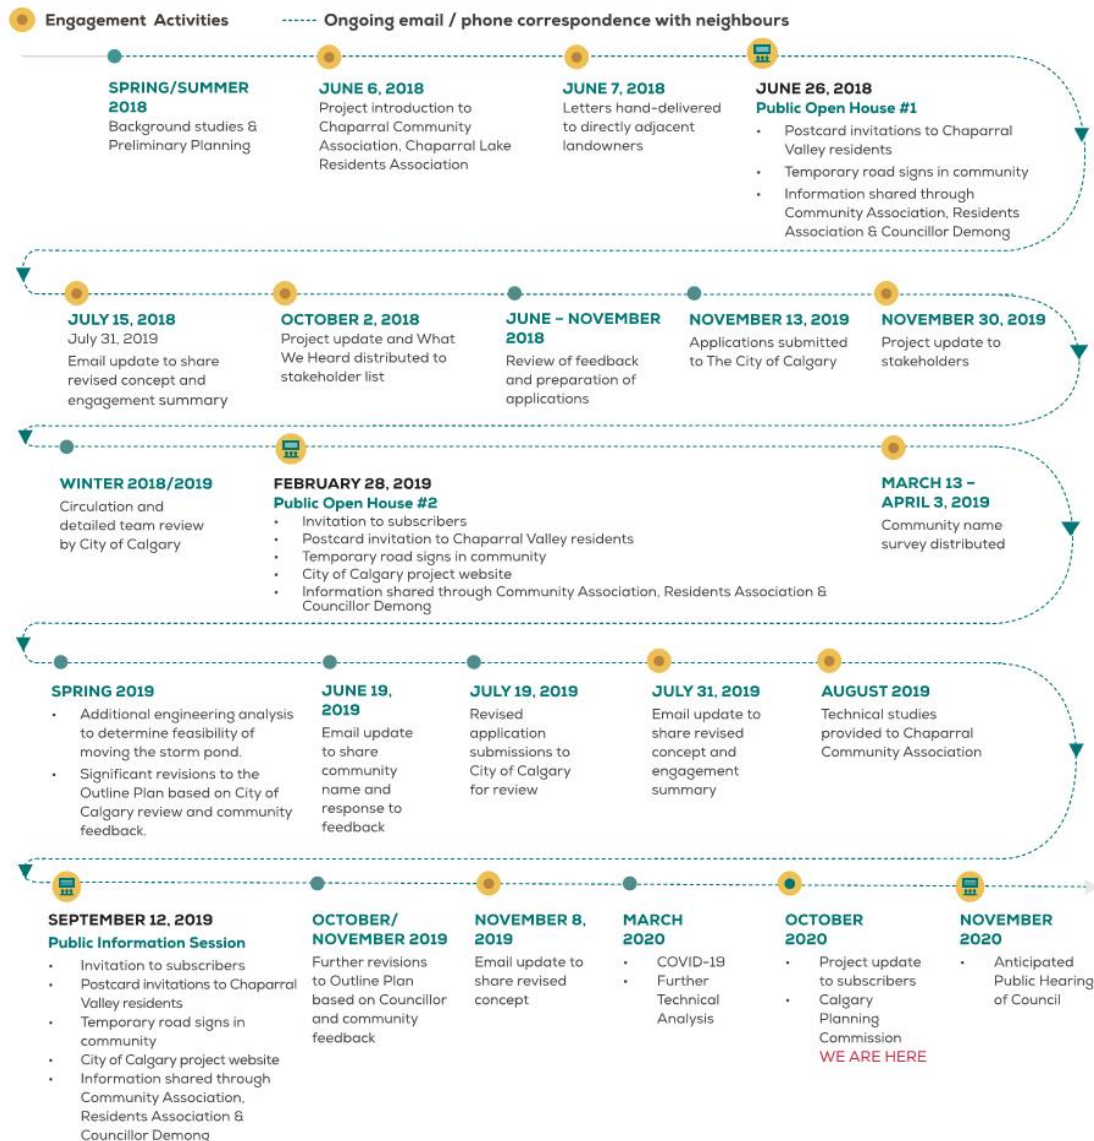 Engagement Activities
Ongoing email / phone correspondence with neighbours
SPRING/SUMMER
2018
Background studies &
Preliminary Planning
JUNE 6, 2018
Project introduction to
Chaparral Community
Association, Chaparral Lake
Residents Association
JUNE 7, 2018
Letters hand-delivered
to directly adjacent
landowners
JUNE 26, 2018
Public Open House #1
• Postcard invitations to Chaparral
Valley residents
• Temporary road signs in community
• Information shared through
Community Association, Residents
Association & Councillor Demong
JULY 15, 2018
July 31, 2019
Email update to share
revised concept and
engagement summary
OCTOBER 2, 2018
Project update and What
We Heard distributed to
stakeholder list
JUNE – NOVEMBER
2018
Review of feedback
and preparation of
applications
NOVEMBER 13, 2019
Applications submitted
to The City of Calgary
NOVEMBER 30, 2019
Project update to
stakeholders
WINTER 2018/2019
Circulation and
detailed team review
by City of Calgary
FEBRUARY 28, 2019
Public Open House #2
• Invitation to subscribers
• Postcard invitation to Chaparral Valley residents
• Temporary road signs in community
• City of Calgary project website
• Information shared through Community Association, Residents Association &
Councillor Demong
MARCH 13 –
APRIL 3, 2019
Community name
survey distributed
SPRING 2019
• Additional engineering analysis
to determine feasibility of
moving the storm pond.
• Significant revisions to the
Outline Plan based on City of
Calgary review and community
feedback.
JUNE 19,
2019
Email update
to share
community
name and
response to
feedback
JULY 19, 2019
Revised
application
submissions to
City of Calgary
for review
JULY 31, 2019
Email update to
share revised
concept and
engagement
summary
AUGUST 2019
Technical studies
provided to Chaparral
Community Association
SEPTEMBER 12, 2019
Public Information Session
• Invitation to subscribers
• Postcard invitations to Chaparral
Valley residents
• Temporary road signs in
community
• City of Calgary project website
• Information shared through
Community Association,
Residents Association &
Councillor Demong
OCTOBER/
NOVEMBER 2019
Further revisions
to Outline Plan
based on Councillor
and community
feedback
NOVEMBER 8,
2019
Email update to
share revised
concept
MARCH
2020
• COVID-19
• Further
Technical
Analysis
OCTOBER
2020
• Project update
to subscribers
• Calgary
Planning
Commission
WE ARE HERE
NOVEMBER
2020
• Anticipated
Public Hearing
of Council